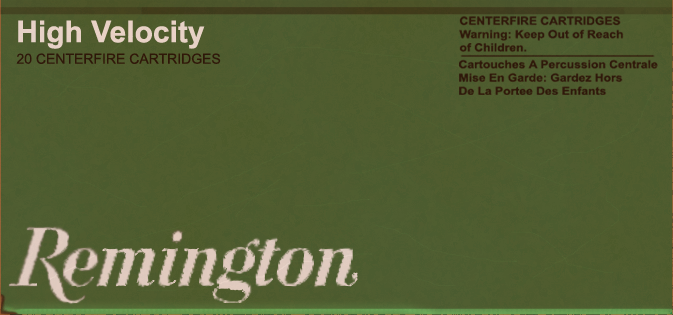 High Velocity
20 CENTERFIRE CARTRIDGES
CENTERFIRE CARTRIDGES
Warning: Keep Out of Reach
of Children.
Cartouches A Percussion Centrale
Mise En Garde: Gardez Hors
De La Portee Des Enfants
Remington